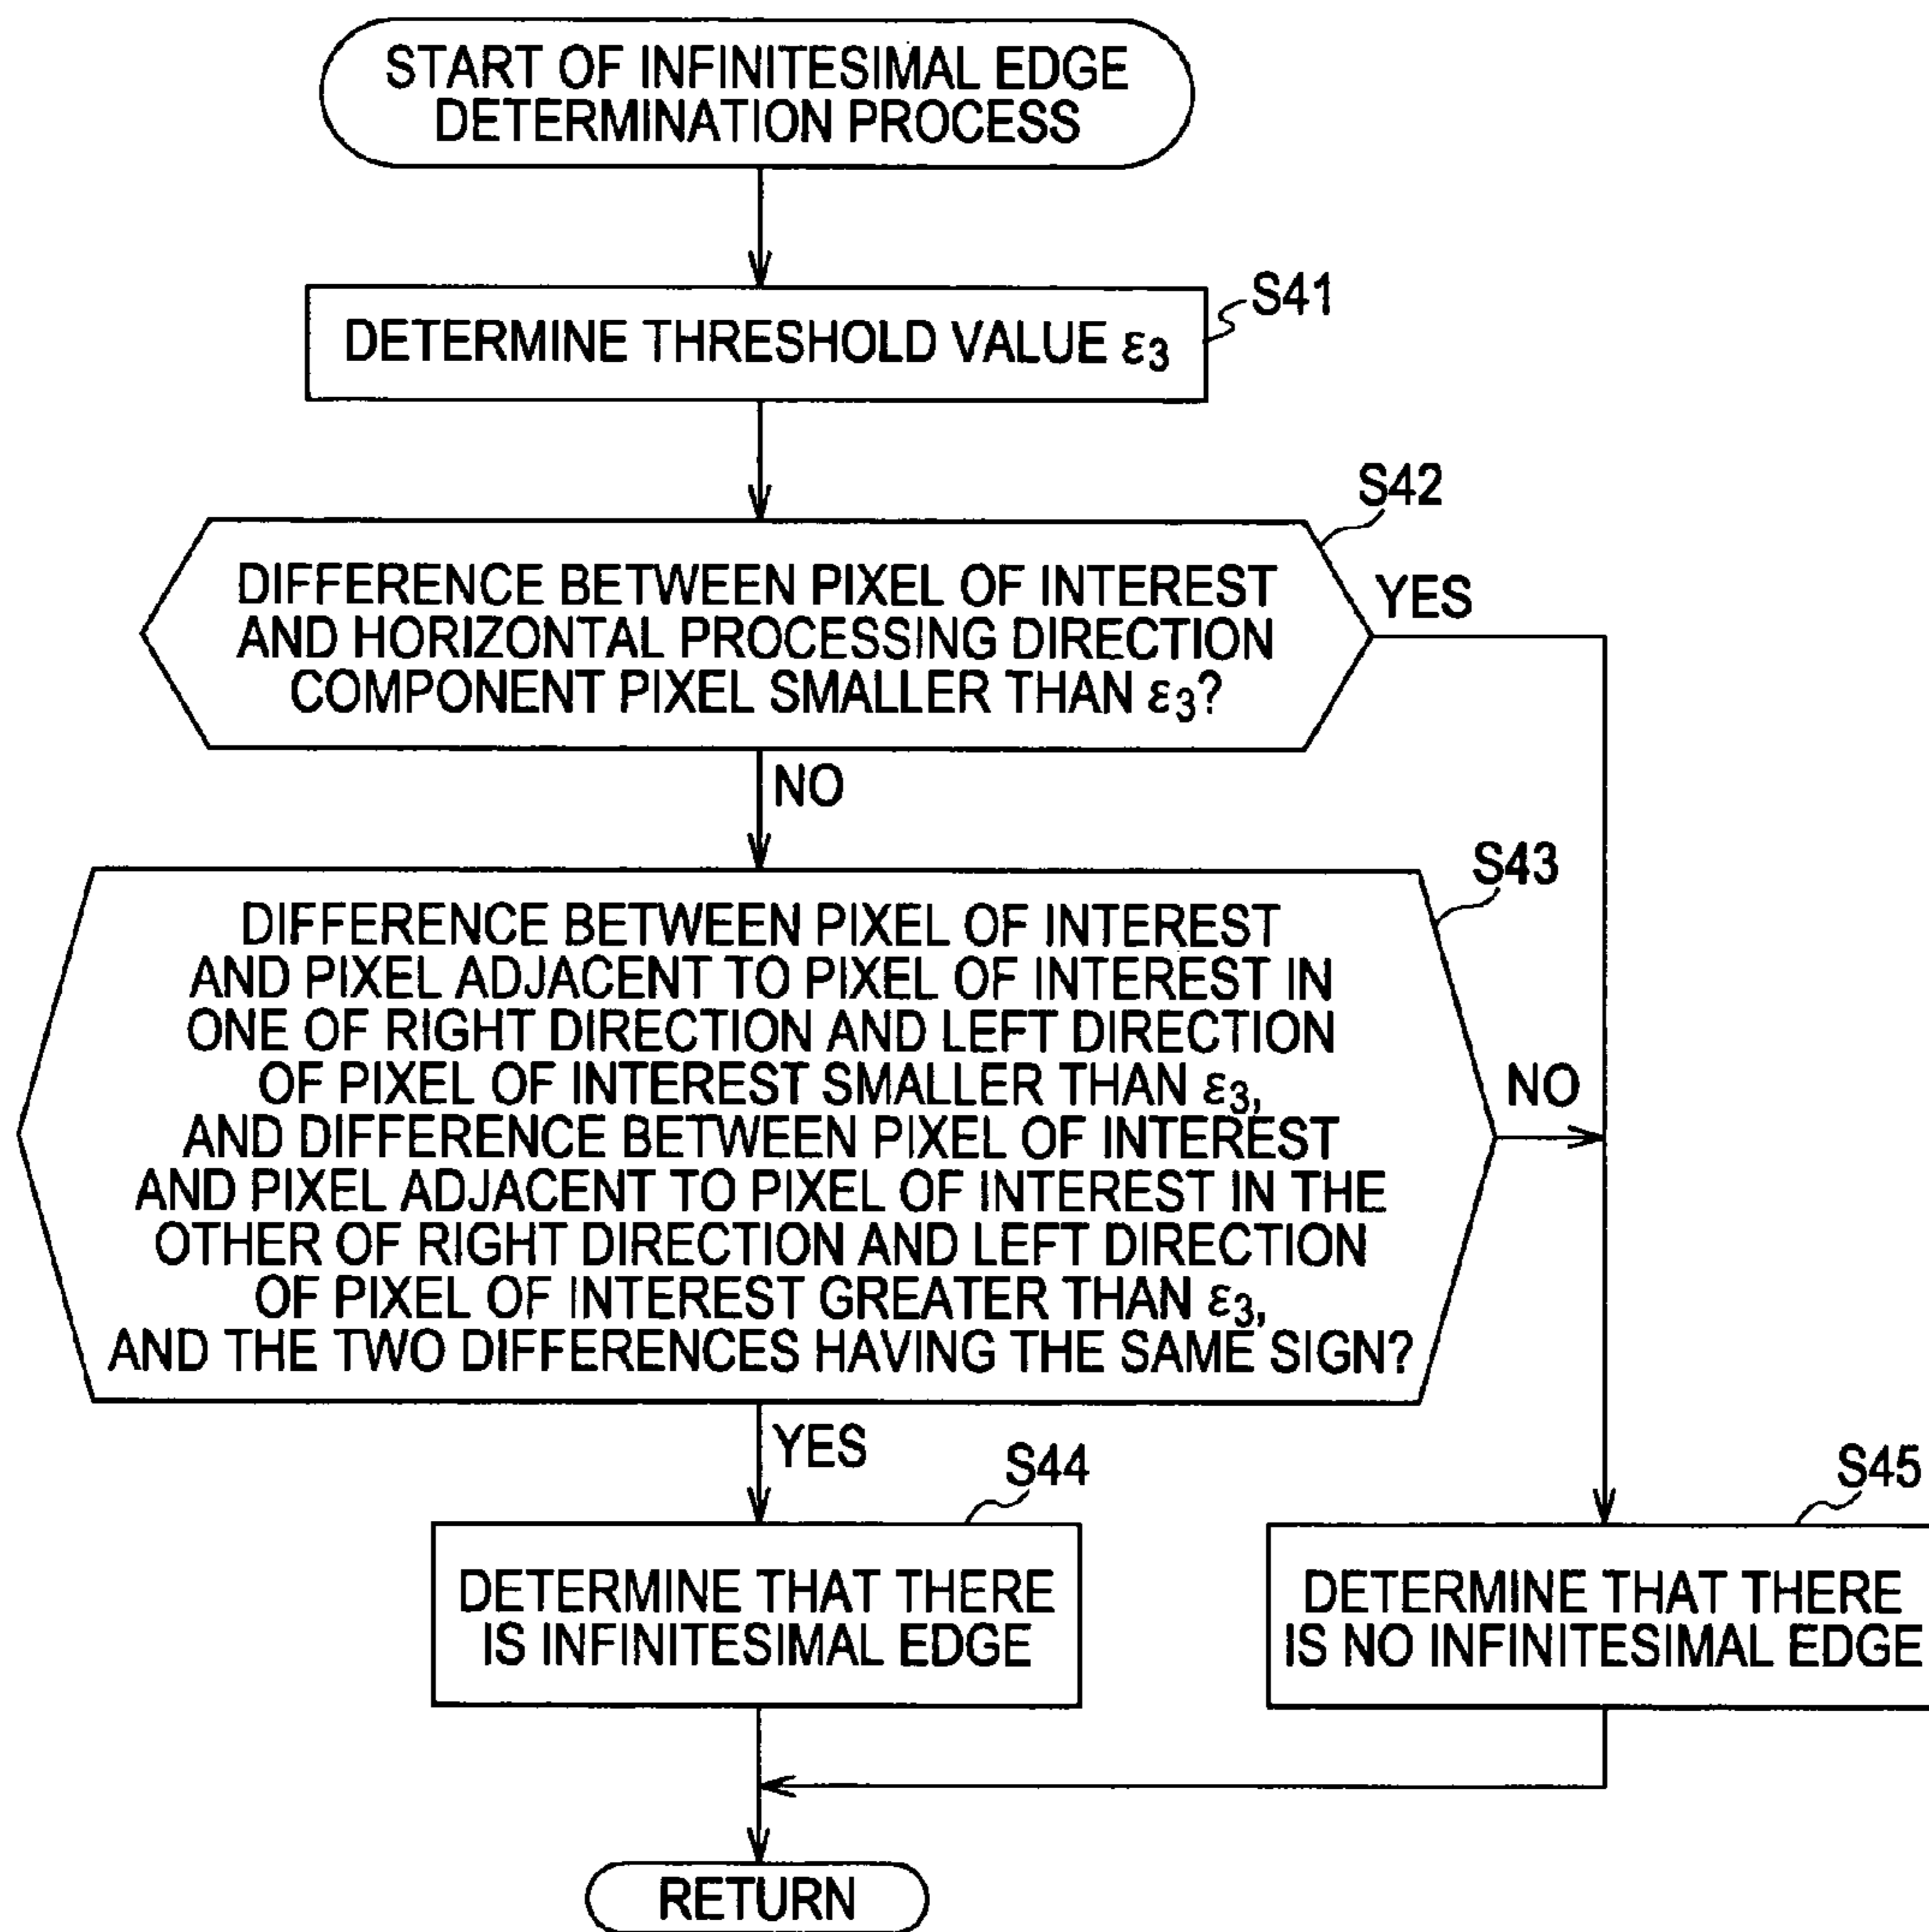 START OF INFINITESIMAL EDGE
DETERMINATION PROCESS
S41
DETERMINE THRESHOLD VALUE ε3
S42
DIFFERENCE BETWEEN PIXEL OF INTEREST
AND HORIZONTAL PROCESSING DIRECTION
COMPONENT PIXEL SMALLER THAN ε3?
YES
NO
S43
DIFFERENCE BETWEEN PIXEL OF INTEREST
AND PIXEL ADJACENT TO PIXEL OF INTEREST IN
ONE OF RIGHT DIRECTION AND LEFT DIRECTION
OF PIXEL OF INTEREST SMALLER THAN ε3,
AND DIFFERENCE BETWEEN PIXEL OF INTEREST
AND PIXEL ADJACENT TO PIXEL OF INTEREST IN THE
OTHER OF RIGHT DIRECTION AND LEFT DIRECTION
OF PIXEL OF INTEREST GREATER THAN ε3,
AND THE TWO DIFFERENCES HAVING THE SAME SIGN?
NO
YES
S44
DETERMINE THAT THERE
IS INFINITESIMAL EDGE
S45
DETERMINE THAT THERE
IS NO INFINITESIMAL EDGE
RETURN